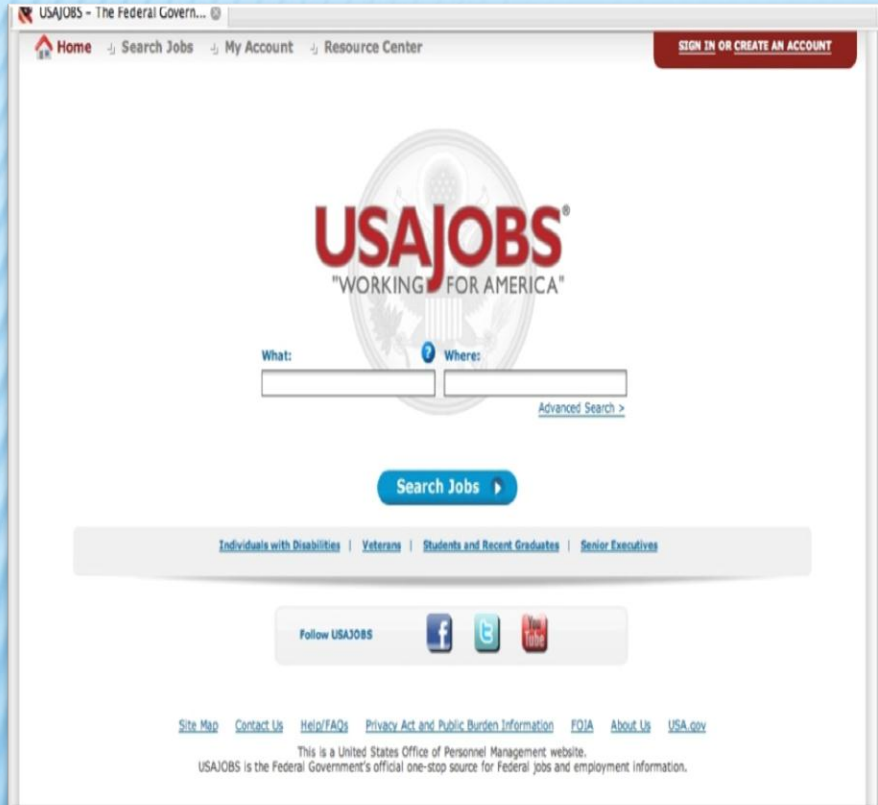 USAJOBS - The Federal Govern...
Home Search Jobs My Account Resource Center SIGN IN OR CREATE AN ACCOUNT
USAJOBS®
"WORKING FOR AMERICA"
What: ? Where:
Advanced Search >
Search Jobs
Individuals with Disabilities | Veterans | Students and Recent Graduates | Senior Executives
Follow USAJOBS f t You Tube
Site Map Contact Us Help/FAQs Privacy Act and Public Burden Information FOIA About Us USA.gov
This is a United States Office of Personnel Management website.
USAJOBS is the Federal Government's official one-stop source for Federal jobs and employment information.